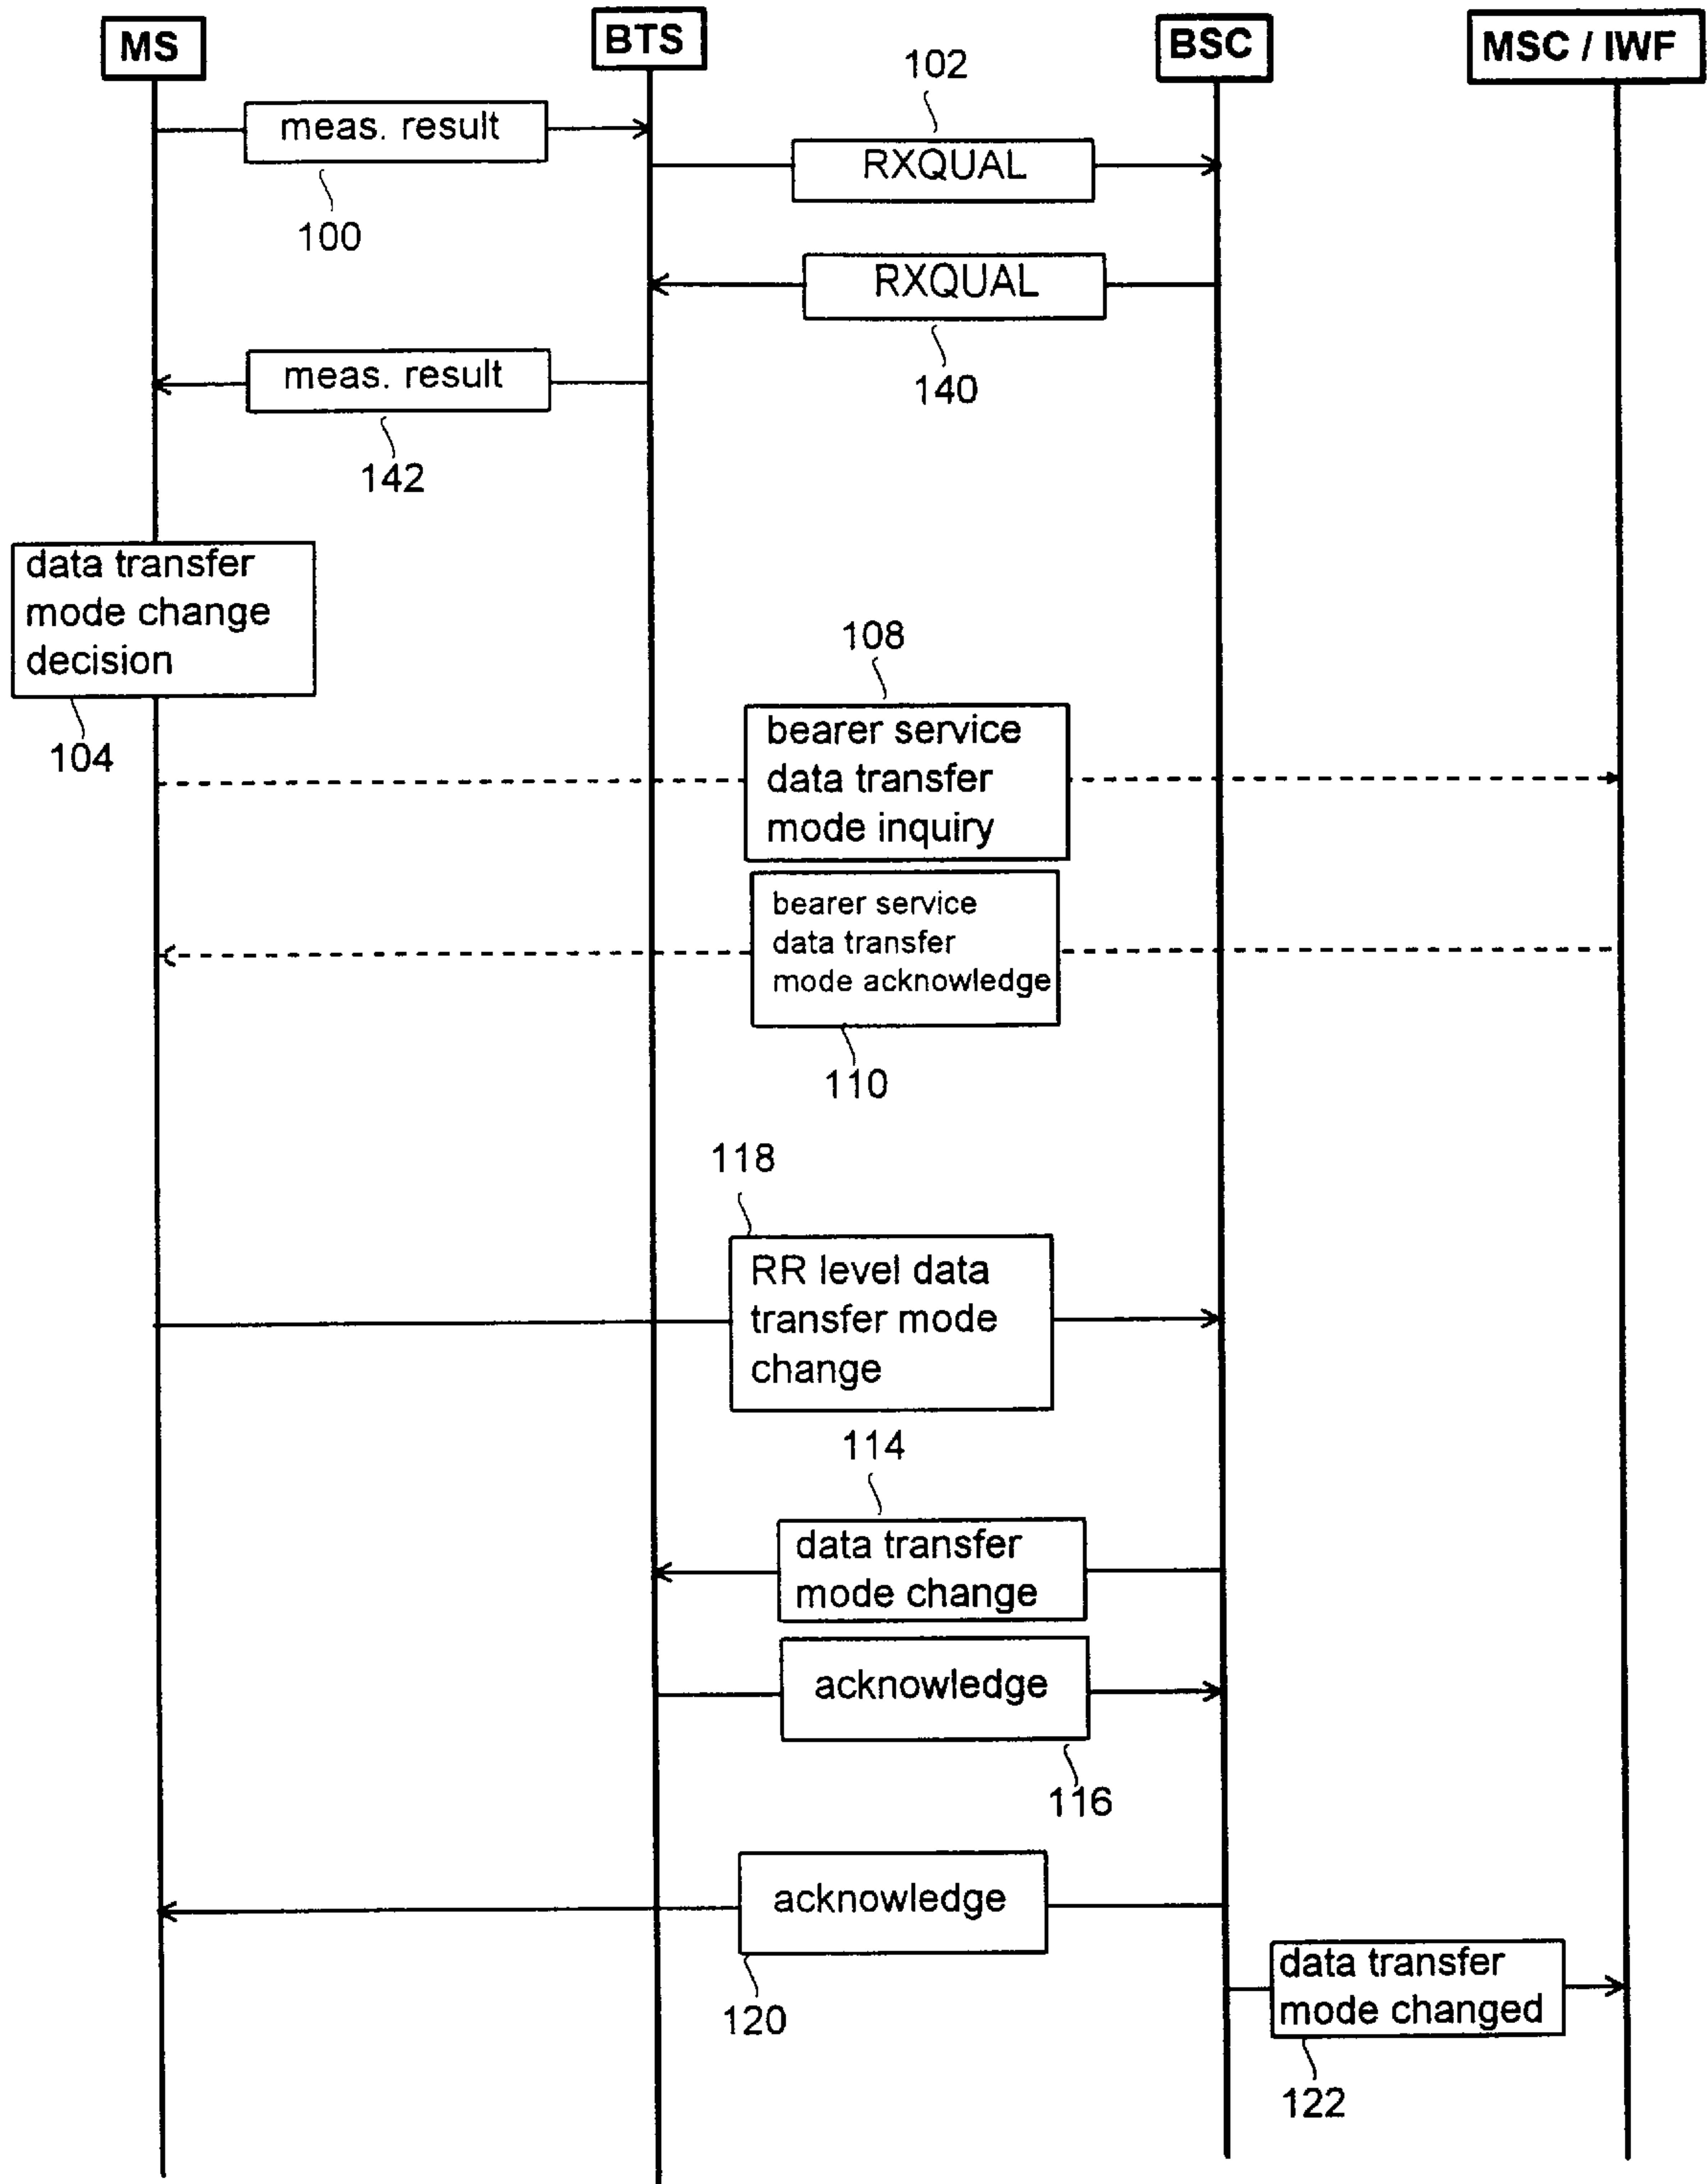 MS
BTS
BSC
MSC / IWF
102
meas. result
RXQUAL
100
RXQUAL
140
meas. result
142
data transfer
mode change
decision
104
108
bearer service
data transfer
mode inquiry
bearer service
data transfer
mode acknowledge
110
118
RR level data
transfer mode
change
114
data transfer
mode change
acknowledge
116
acknowledge
120
data transfer
mode changed
122